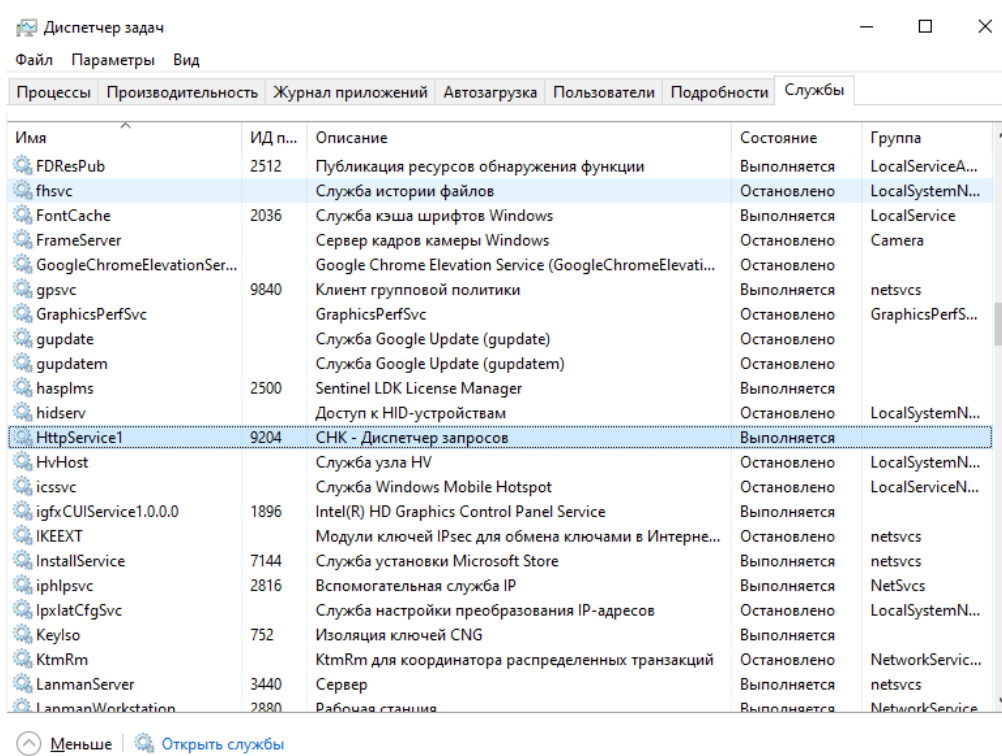 Диспетчер задач
Файл Параметры Вид
Процессы Производительность Журнал приложений Автозагрузка Пользователи Подробности Службы
Имя ИД п... Описание Состояние Группа
FDResPub 2512 Публикация ресурсов обнаружения функции Выполняется LocalServiceA...
fhsvc Служба истории файлов Остановлено LocalSystemN...
FontCache 2036 Служба кэша шрифтов Windows Выполняется LocalService
FrameServer Сервер кадров камеры Windows Остановлено Camera
GoogleChromeElevationSer... Google Chrome Elevation Service (GoogleChromeElevati... Остановлено
gpsvc 9840 Клиент групповой политики Выполняется netsvcs
GraphicsPerfSvc GraphicsPerfSvc Остановлено GraphicsPerfS...
gupdate Служба Google Update (gupdate) Остановлено
gupdatem Служба Google Update (gupdatem) Остановлено
hasplms 2500 Sentinel LDK License Manager Выполняется
hidserv Доступ к HID-устройствам Остановлено LocalSystemN...
HttpService1 9204 СНК - Диспетчер запросов Выполняется
HvHost Служба узла HV Остановлено LocalSystemN...
icssvc Служба Windows Mobile Hotspot Остановлено LocalServiceN...
igfxCUIService1.0.0.0 1896 Intel(R) HD Graphics Control Panel Service Выполняется
IKEEXT Модули ключей IPsec для обмена ключами в Интерне... Остановлено netsvcs
InstallService 7144 Служба установки Microsoft Store Выполняется netsvcs
iphlpsvc 2816 Вспомогательная служба IP Выполняется NetSvcs
IpxlatCfgSvc Служба настройки преобразования IP-адресов Остановлено LocalSystemN...
KeyIso 752 Изоляция ключей CNG Выполняется
KtmRm KtmRm для координатора распределенных транзакций Остановлено NetworkServic...
LanmanServer 3440 Сервер Выполняется netsvcs
LanmanWorkstation 2880 Рабочая станция Выполняется NetworkService
Меньше Открыть службы